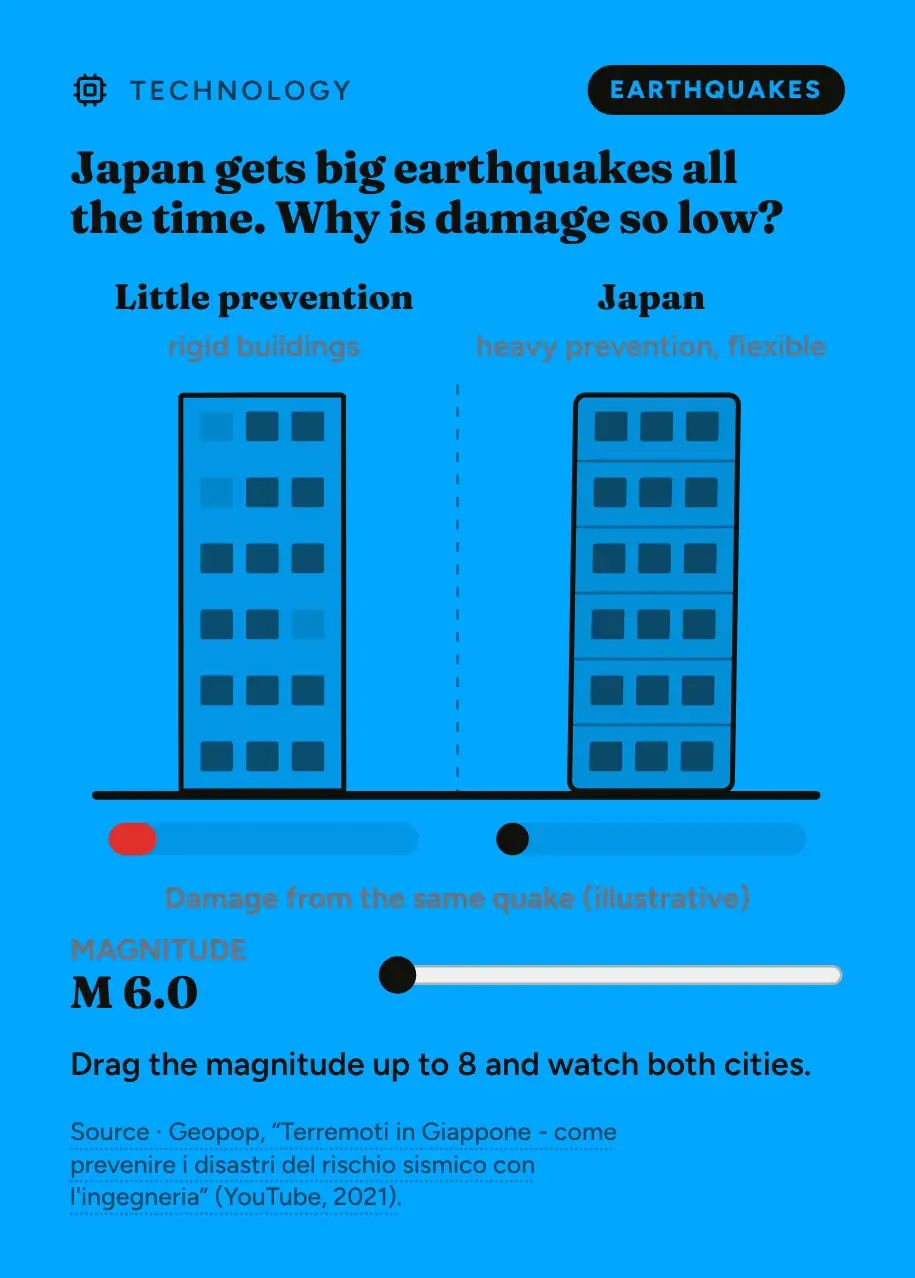 TECHNOLOGY
EARTHQUAKES
Japan gets big earthquakes all
the time. Why is damage so low?
Little prevention
rigid buildings
Japan
heavy prevention, flexible
Damage from the same quake (illustrative)
MAGNITUDE
M 6.0
Drag the magnitude up to 8 and watch both cities.
Source · Geopop, “Terremoti in Giappone - come
prevenire i disastri del rischio sismico con
l'ingegneria” (YouTube, 2021).